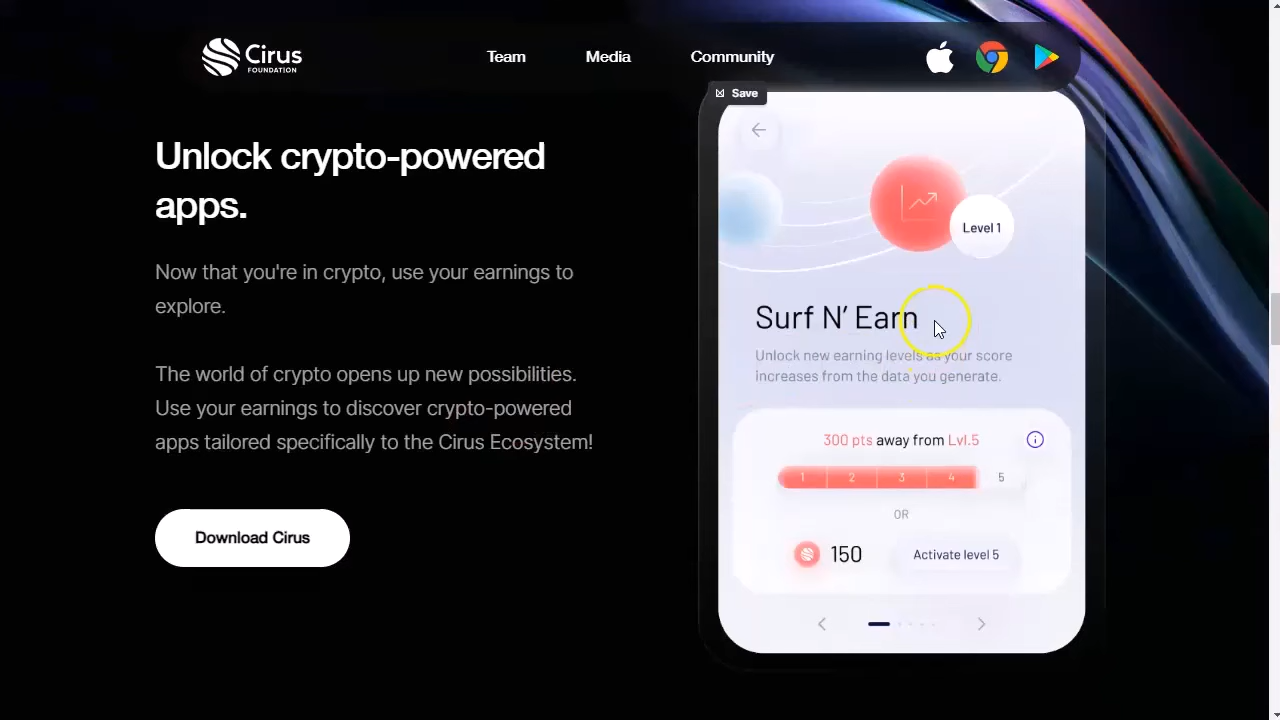 Cirus
FOUNDATION
Team
Media
Community
Save
Unlock crypto-powered
apps.
Now that you're in crypto, use your earnings to
explore.
The world of crypto opens up new possibilities.
Use your earnings to discover crypto-powered
apps tailored specifically to the Cirus Ecosystem!
Download Cirus
Level 1
Surf N’ Earn
Unlock new earning levels as your score
increases from the data you generate.
300 pts away from Lvl.5
1 2 3 4 5
OR
150
Activate level 5